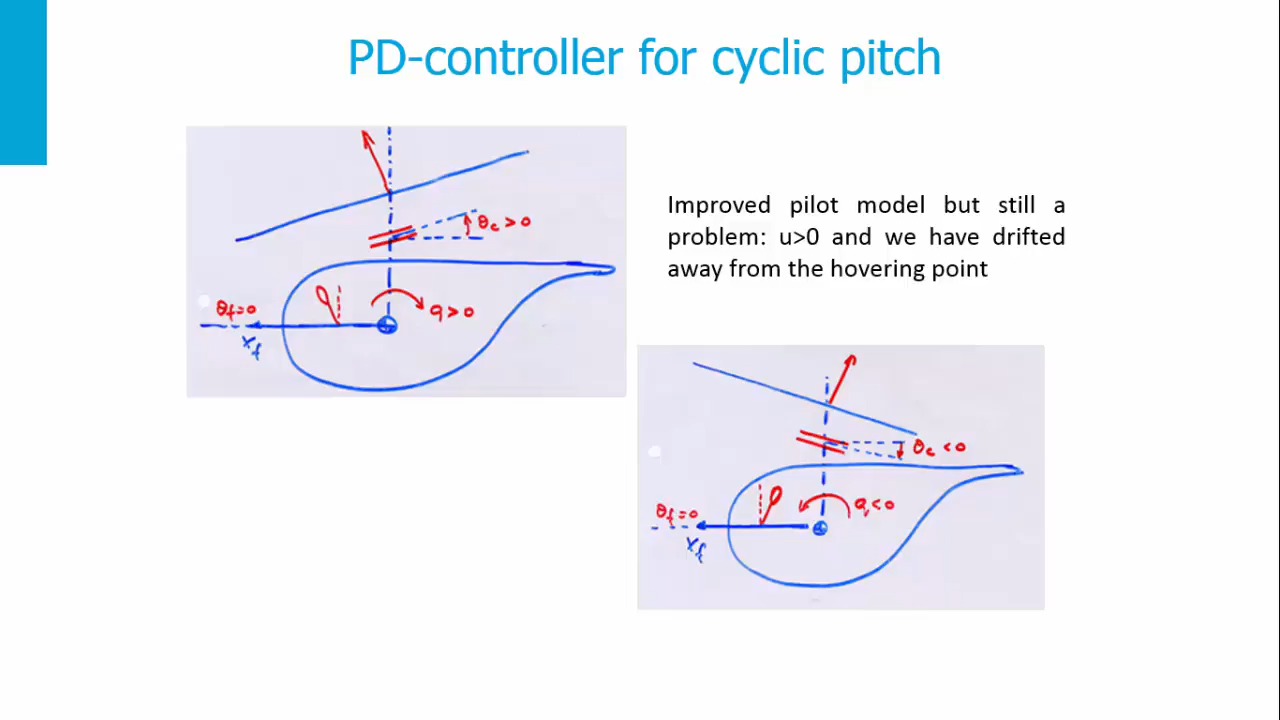 PD-controller for cyclic pitch
θc>0
q>0
θf=0
xf
Improved pilot model but still a
problem: u>0 and we have drifted
away from the hovering point
θc<0
q<0
θf=0
xf